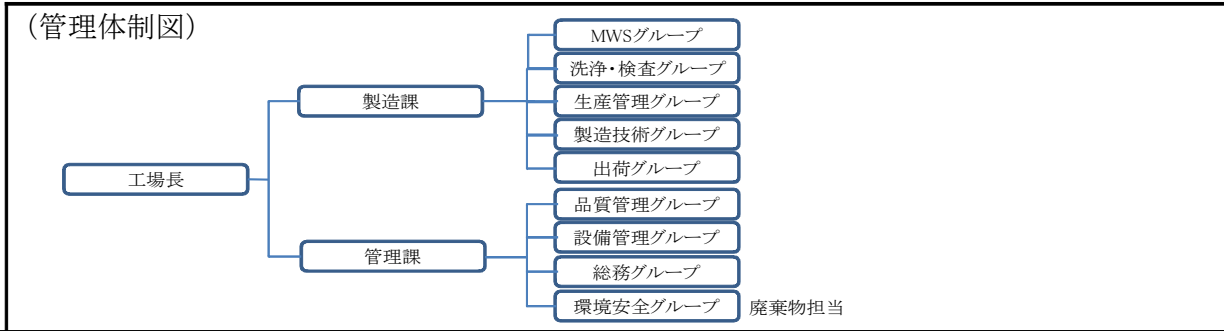 (管理体制図)
MWSグループ
洗浄・検査グループ
製造課
生産管理グループ
製造技術グループ
出荷グループ
工場長
品質管理グループ
設備管理グループ
管理課
総務グループ
環境安全グループ 廃棄物担当